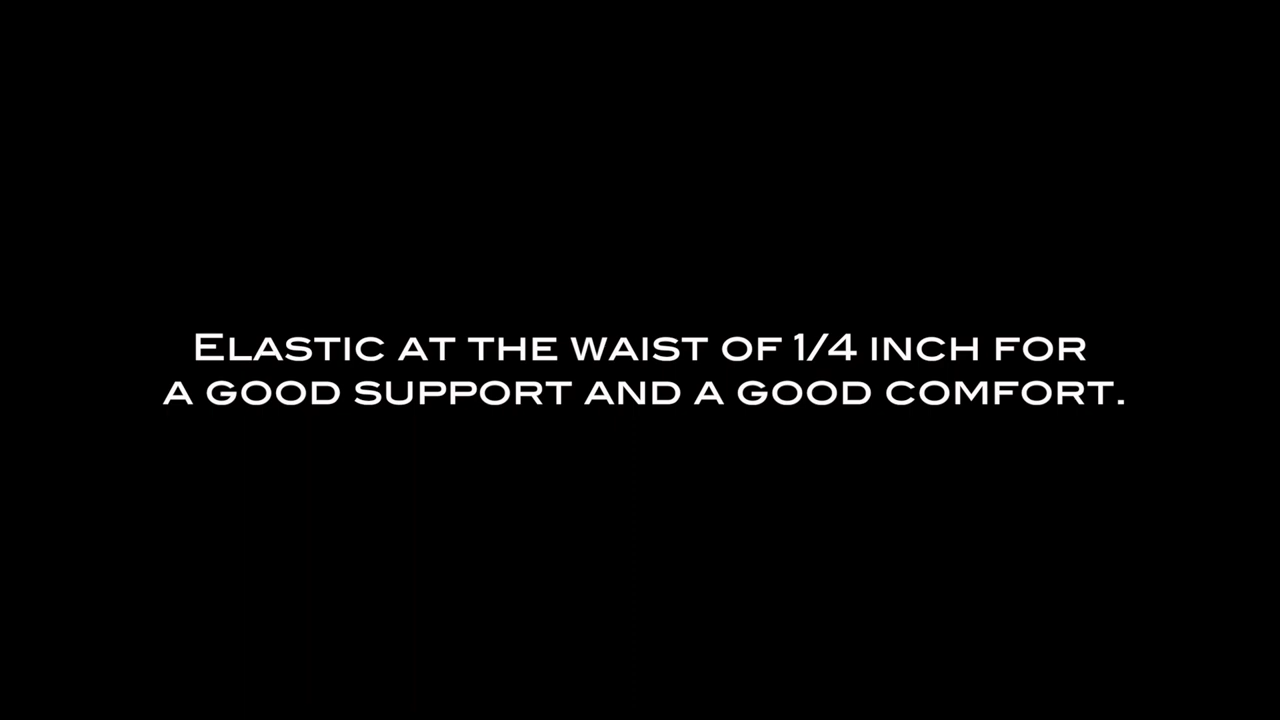 Elastic at the waist of 1/4 inch for
a good support and a good comfort.